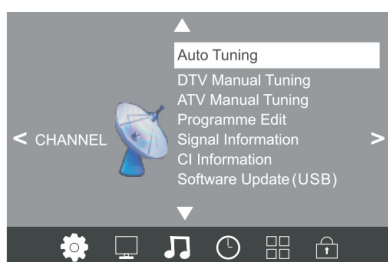 Auto Tuning
DTV Manual Tuning
ATV Manual Tuning
Programme Edit
< CHANNEL
Signal Information
>
CI Information
Software Update (USB)